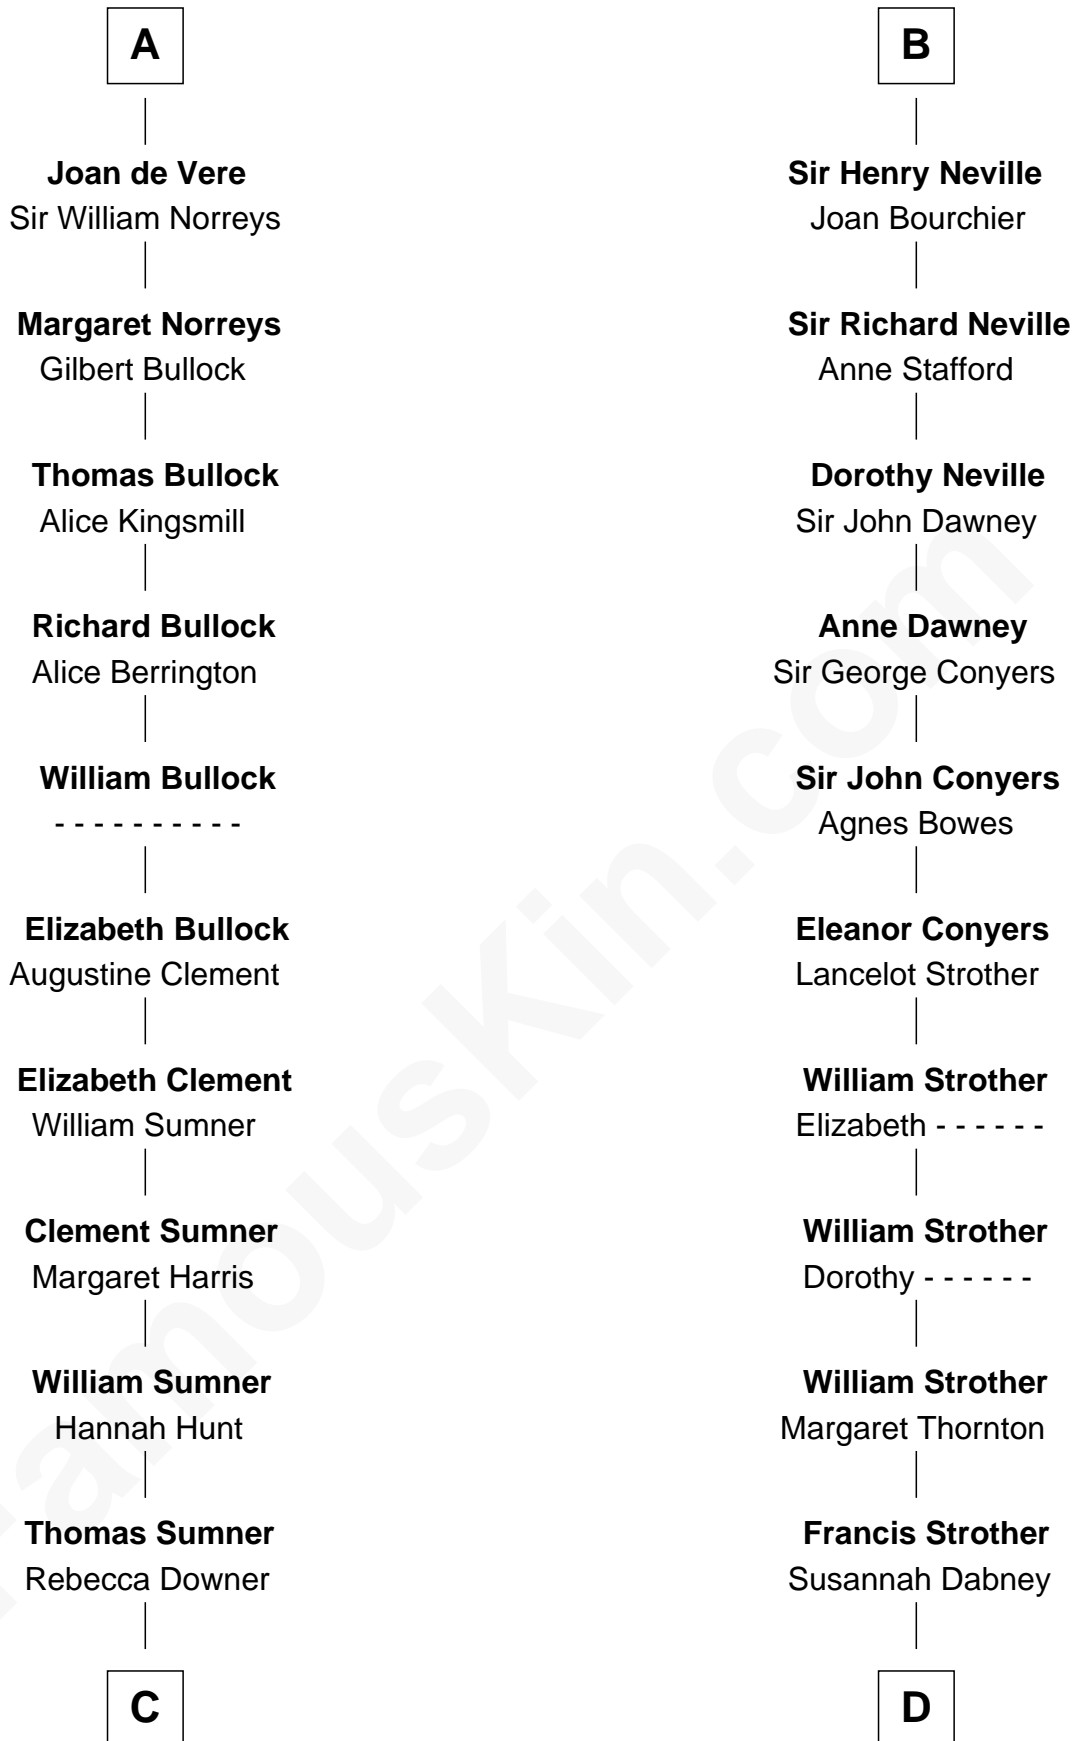 A
Joan de Vere
Sir William Norreys
Margaret Norreys
Gilbert Bullock
Thomas Bullock
Alice Kingsmill
Richard Bullock
Alice Berrington
William Bullock
- - - - - - - - - -
Elizabeth Bullock
Augustine Clement
Elizabeth Clement
William Sumner
Clement Sumner
Margaret Harris
William Sumner
Hannah Hunt
Thomas Sumner
Rebecca Downer
C
B
Sir Henry Neville
Joan Bourchier
Sir Richard Neville
Anne Stafford
Dorothy Neville
Sir John Dawney
Anne Dawney
Sir George Conyers
Sir John Conyers
Agnes Bowes
Eleanor Conyers
Lancelot Strother
William Strother
Elizabeth - - - - - -
William Strother
Dorothy - - - - - -
William Strother
Margaret Thornton
Francis Strother
Susannah Dabney
D
FamousKin.com